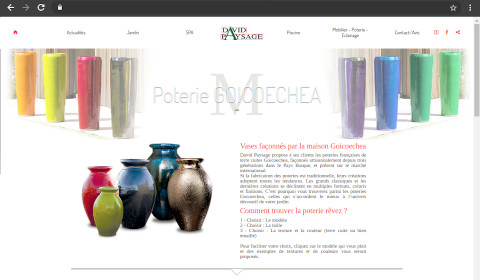 Actualités
Jardin
SPA
DAVID
PAYSAGE
Piscine
Mobilier - Poterie -
Eclairage
Contact/Avis
M
Poterie GOICOECHEA
Vases façonnés par la maison Goicoechea
David Paysage propose à ses clients les poteries françaises de
terre cuites Goicoechea, façonnés artisanalement depuis trois
générations dans le Pays Basque, et présent sur le marché
international.
Si la fabrication des poteries est traditionnelle, leurs créations
adoptent toutes les tendances. Les grands classiques et les
dernières créations se déclinent en multiples formats, coloris
et finitions. C'est pourquoi vous trouverez parmi les poteries
Goicoechea, celles qui s'accordent le mieux à l'univers
découatif de votre jardin.
Comment trouver la poterie rêvez ?
1 - Choisir : Le modèle
2 - Choisir : La taille
3 - Choisir : La texture et la couleur (terre cuite ou bien
émaillé)
Pour faciliter votre choix, cliquez sur le modèle qui vous plait
et des exemples de textures et de couleurs vous seront
proposés.